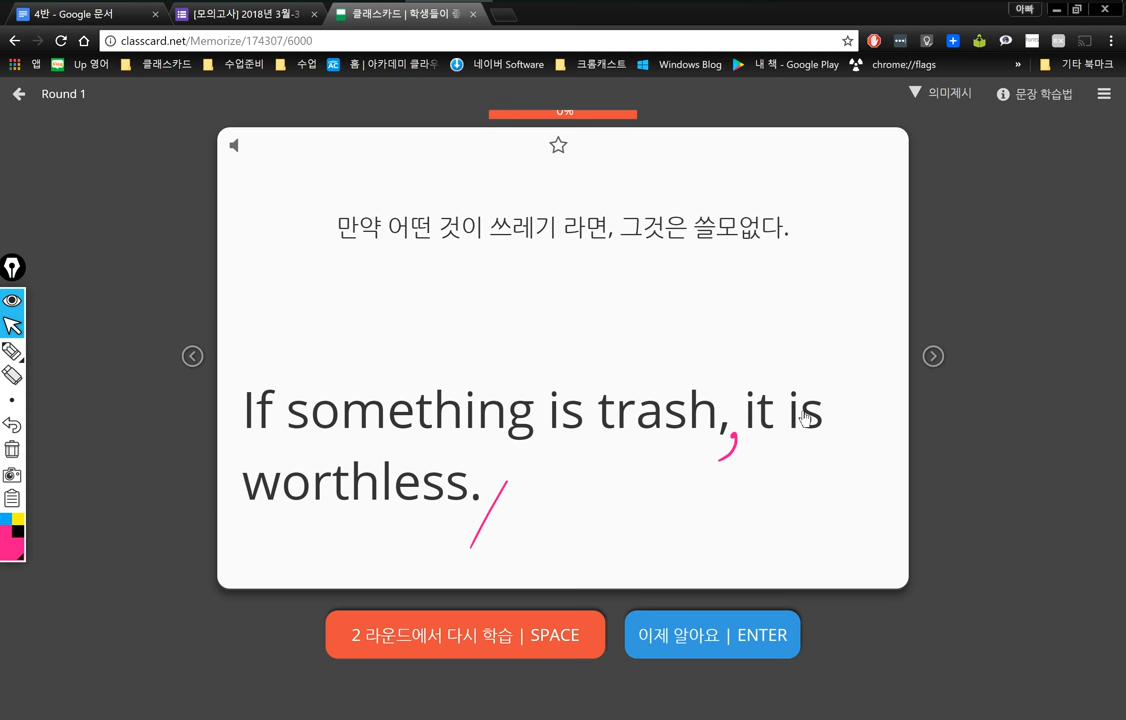 4반 - Google 문서
[모의고사] 2018년 3월-3
클래스카드 | 학생들이 좋
아빠
classcard.net/Memorize/174307/6000
앱
Up 영어
클래스카드
수업준비
수업
AC
홈 | 아카데미 클라우
네이버 Software
크롬캐스트
Windows Blog
내 책 - Google Play
chrome://flags
»
기타 북마크
Round 1
의미제시
문장 학습법
0%
만약 어떤 것이 쓰레기 라면, 그것은 쓸모없다.
If something is trash, it is
worthless.
2 라운드에서 다시 학습 | SPACE
이제 알아요 | ENTER